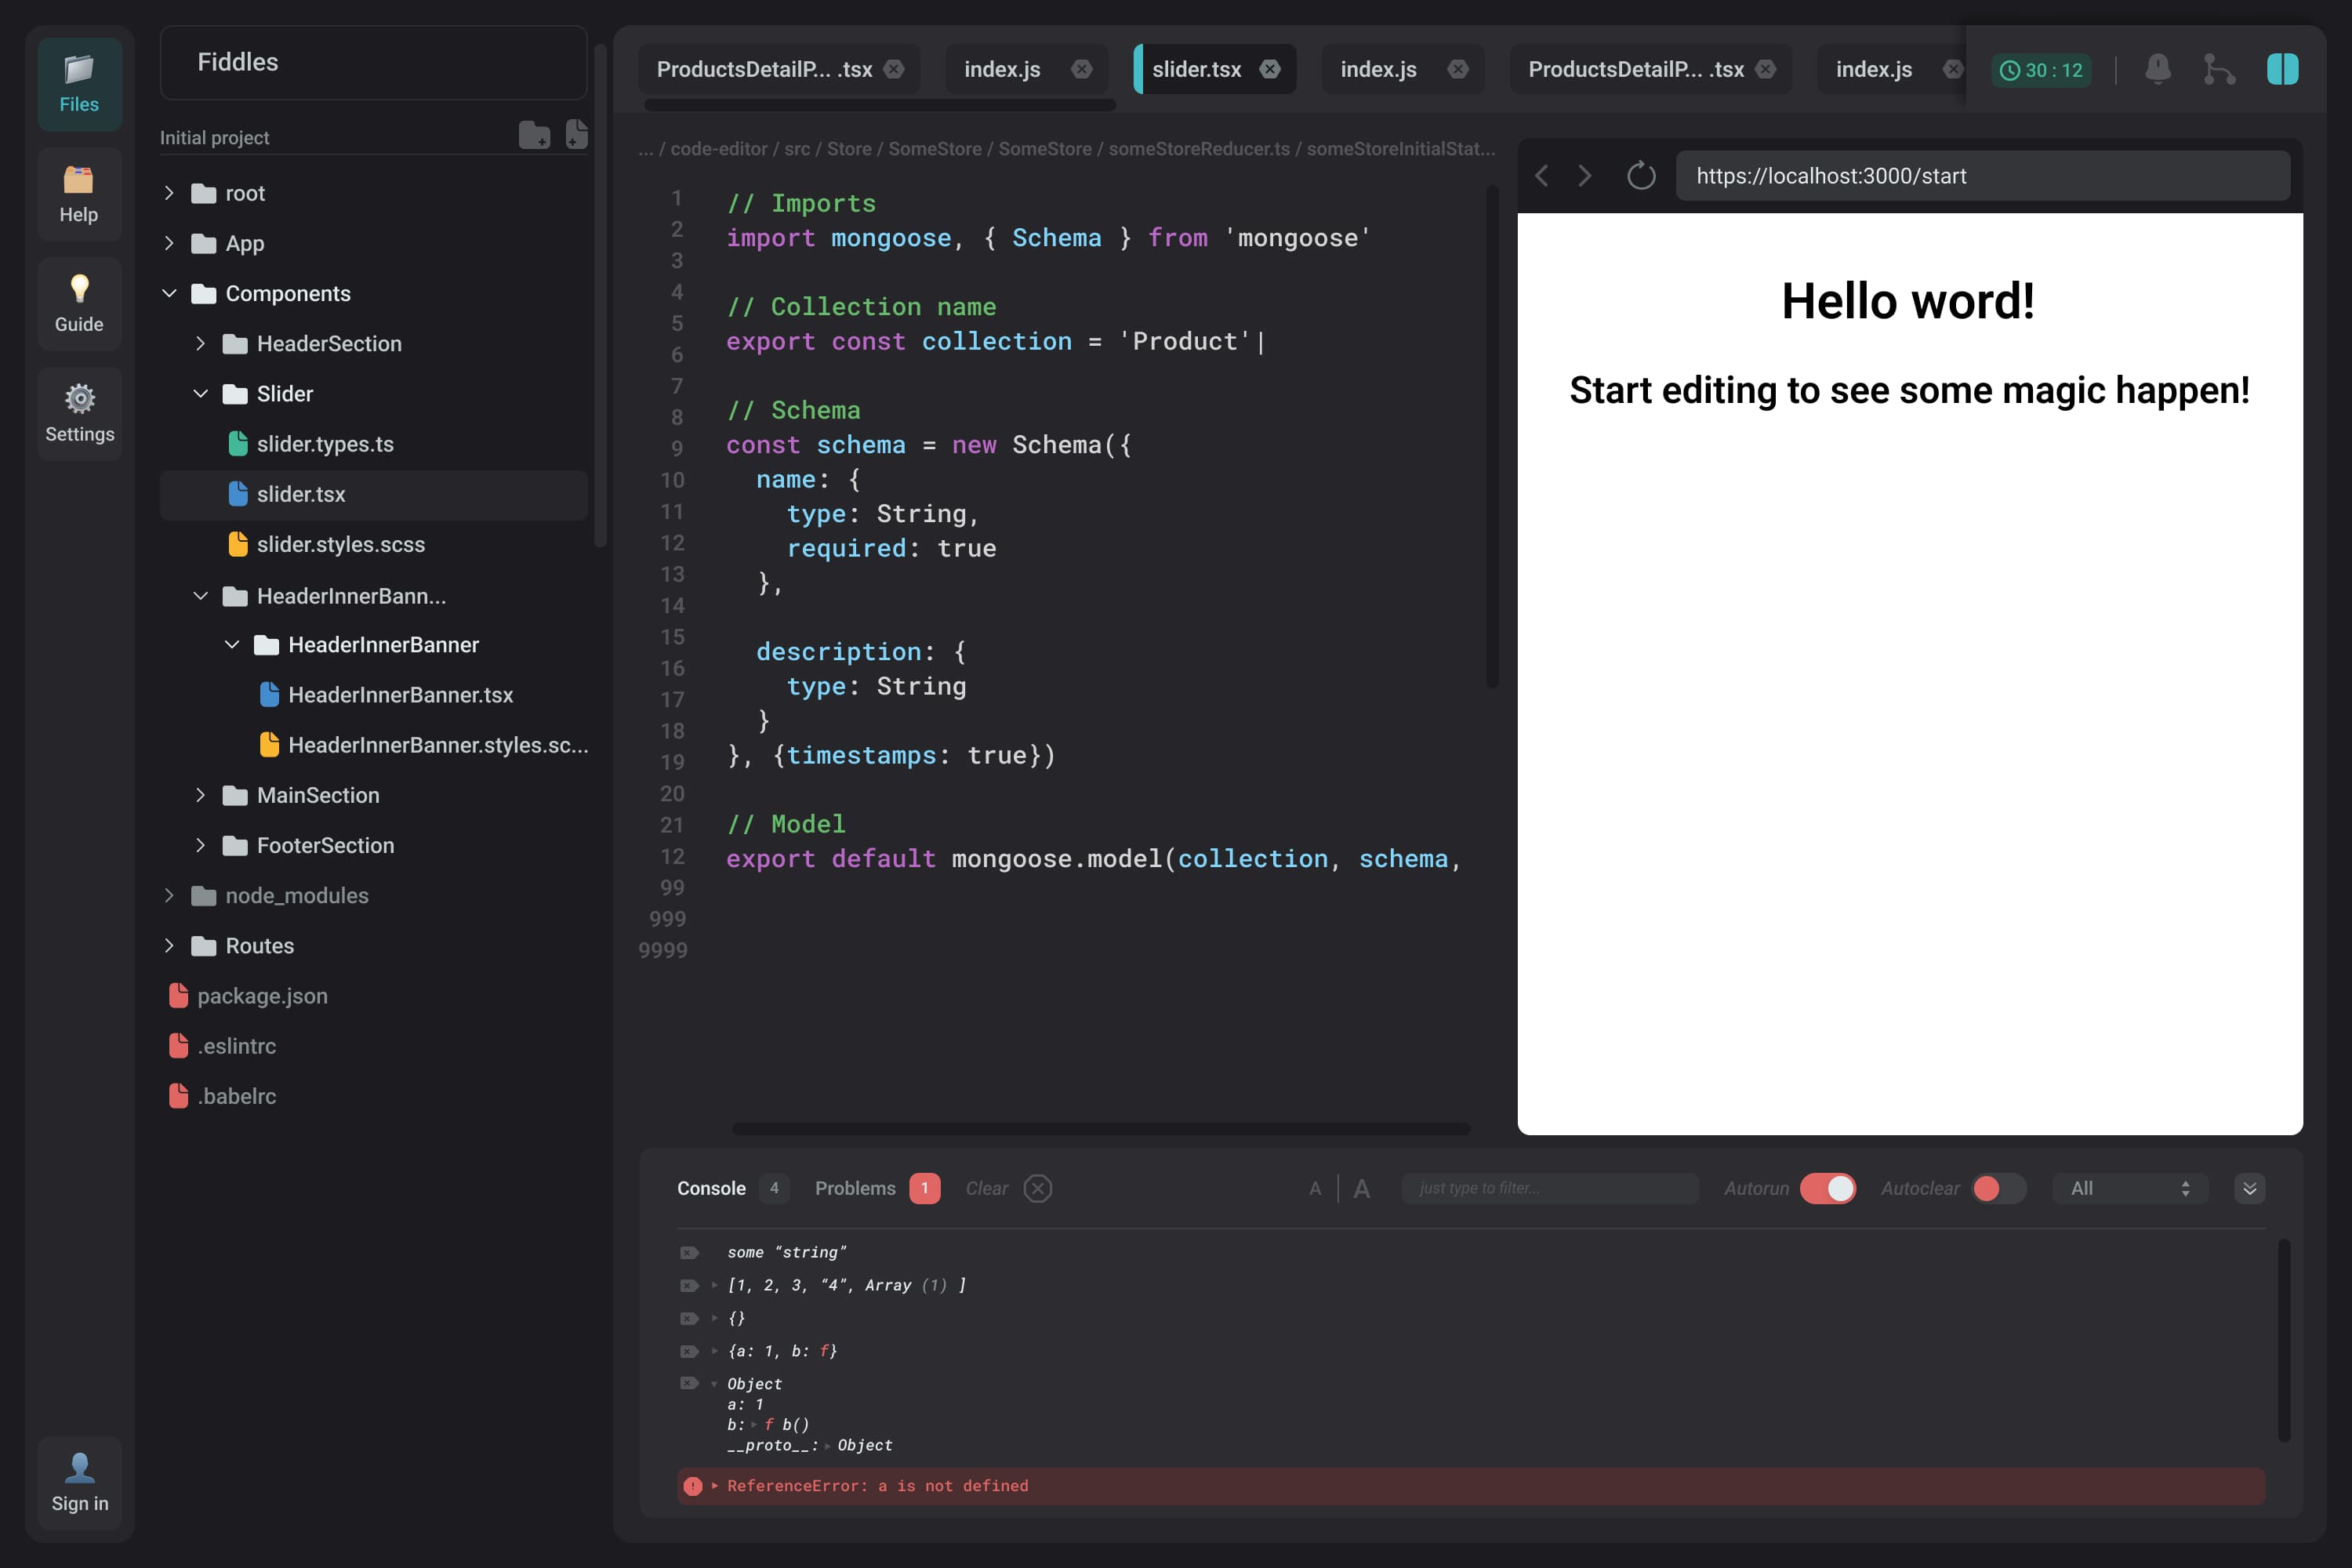 Files
Help
Guide
Settings
Sign in
Fiddles
Initial project
root
App
Components
HeaderSection
Slider
slider.types.ts
slider.tsx
slider.styles.scss
HeaderInnerBann...
HeaderInnerBanner
HeaderInnerBanner.tsx
HeaderInnerBanner.styles.sc...
MainSection
FooterSection
node_modules
Routes
package.json
.eslintrc
.babelrc
ProductsDetailP... .tsx index.js slider.tsx index.js ProductsDetailP... .tsx index.js 30 : 12
... / code-editor / src / Store / SomeStore / SomeStore / someStoreReducer.ts / someStoreInitialStat...
1
2
3
4
5
6
7
8
9
10
11
12
13
14
15
16
17
18
19
20
21
12
99
999
9999
// Imports
import mongoose, { Schema } from 'mongoose'
// Collection name
export const collection = 'Product'|
// Schema
const schema = new Schema({
name: {
type: String,
required: true
},
description: {
type: String
}
}, {timestamps: true})
// Model
export default mongoose.model(collection, schema,
https://localhost:3000/start
Hello word!
Start editing to see some magic happen!
Console 4 Problems 1 Clear A A just type to filter... Autorun Autoclear All
some “string”
[1, 2, 3, “4”, Array (1) ]
{}
{a: 1, b: f}
Object
a: 1
b: f b()
__proto__: Object
ReferenceError: a is not defined